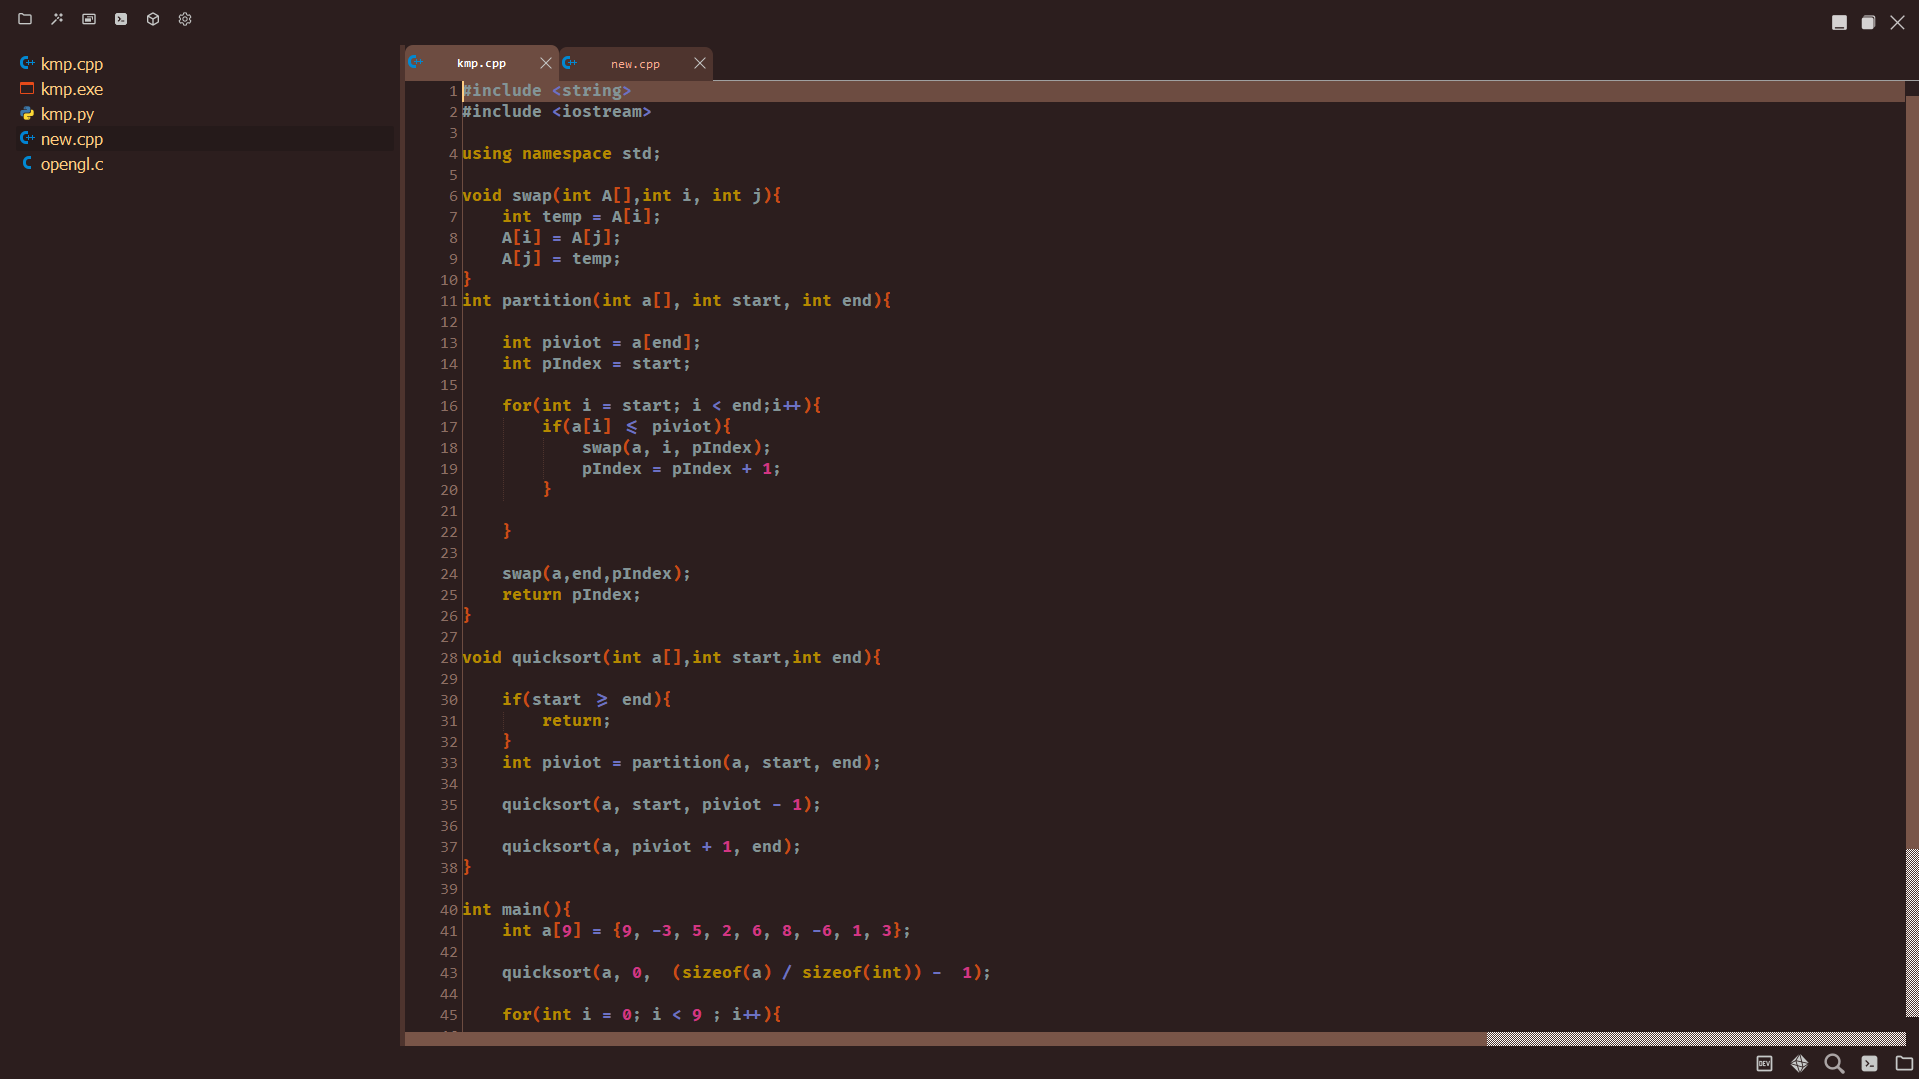 kmp.cpp
kmp.exe
kmp.py
new.cpp
opengl.c
kmp.cpp
new.cpp
1 #include <string>
2 #include <iostream>
3
4 using namespace std;
5
6 void swap(int A[],int i, int j){
7     int temp = A[i];
8     A[i] = A[j];
9     A[j] = temp;
10 }
11 int partition(int a[], int start, int end){
12
13     int piviot = a[end];
14     int pIndex = start;
15
16     for(int i = start; i < end;i++){
17         if(a[i] <= piviot){
18             swap(a, i, pIndex);
19             pIndex = pIndex + 1;
20         }
21
22     }
23
24     swap(a,end,pIndex);
25     return pIndex;
26 }
27
28 void quicksort(int a[],int start,int end){
29
30     if(start >= end){
31         return;
32     }
33     int piviot = partition(a, start, end);
34
35     quicksort(a, start, piviot - 1);
36
37     quicksort(a, piviot + 1, end);
38 }
39
40 int main(){
41     int a[9] = {9, -3, 5, 2, 6, 8, -6, 1, 3};
42
43     quicksort(a, 0,  (sizeof(a) / sizeof(int)) -  1);
44
45     for(int i = 0; i < 9 ; i++){
DEV